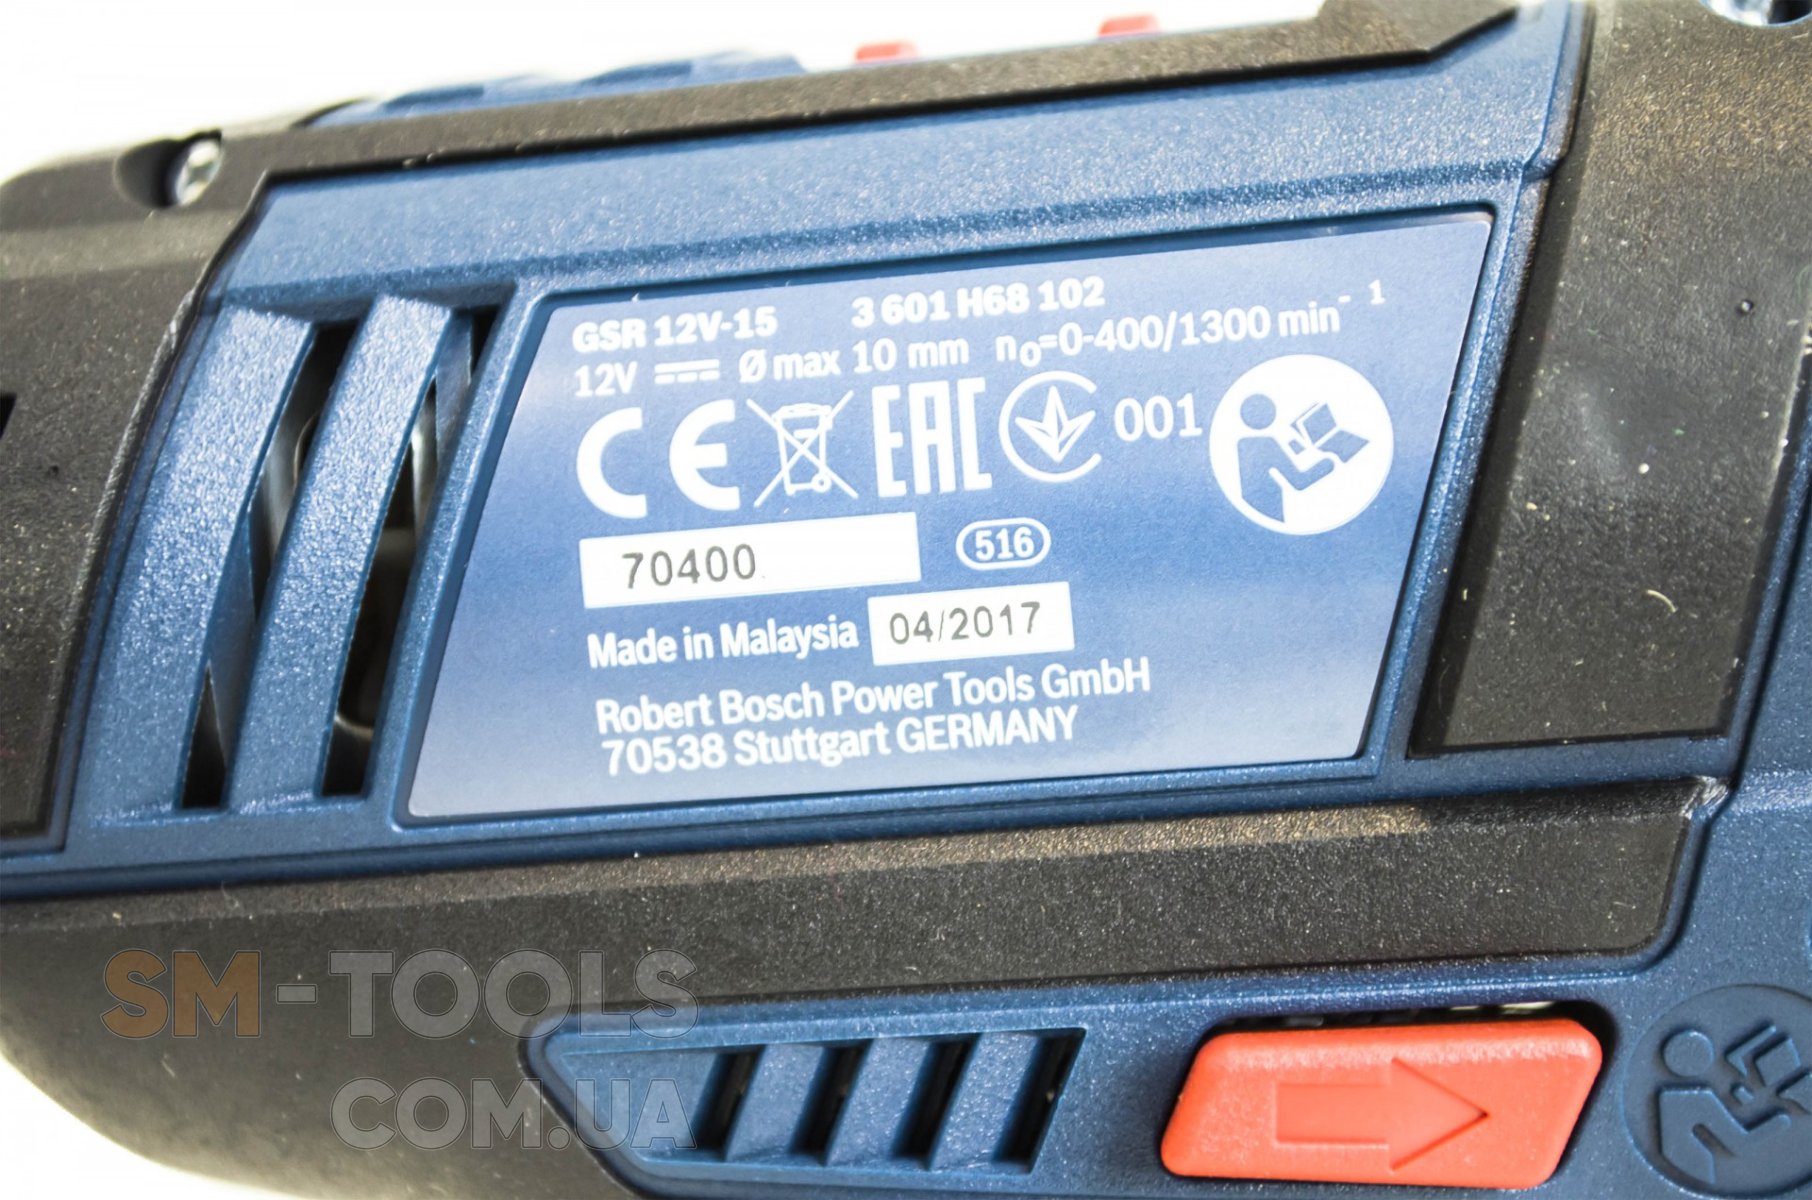 GSR 12V-15 3 601 H68 102
12V ⎓ Ø max 10 mm n₀=0-400/1300 min⁻¹
CE EAC 001
70400 516
Made in Malaysia 04/2017
Robert Bosch Power Tools GmbH
70538 Stuttgart GERMANY
SM-TOOLS
COM.UA